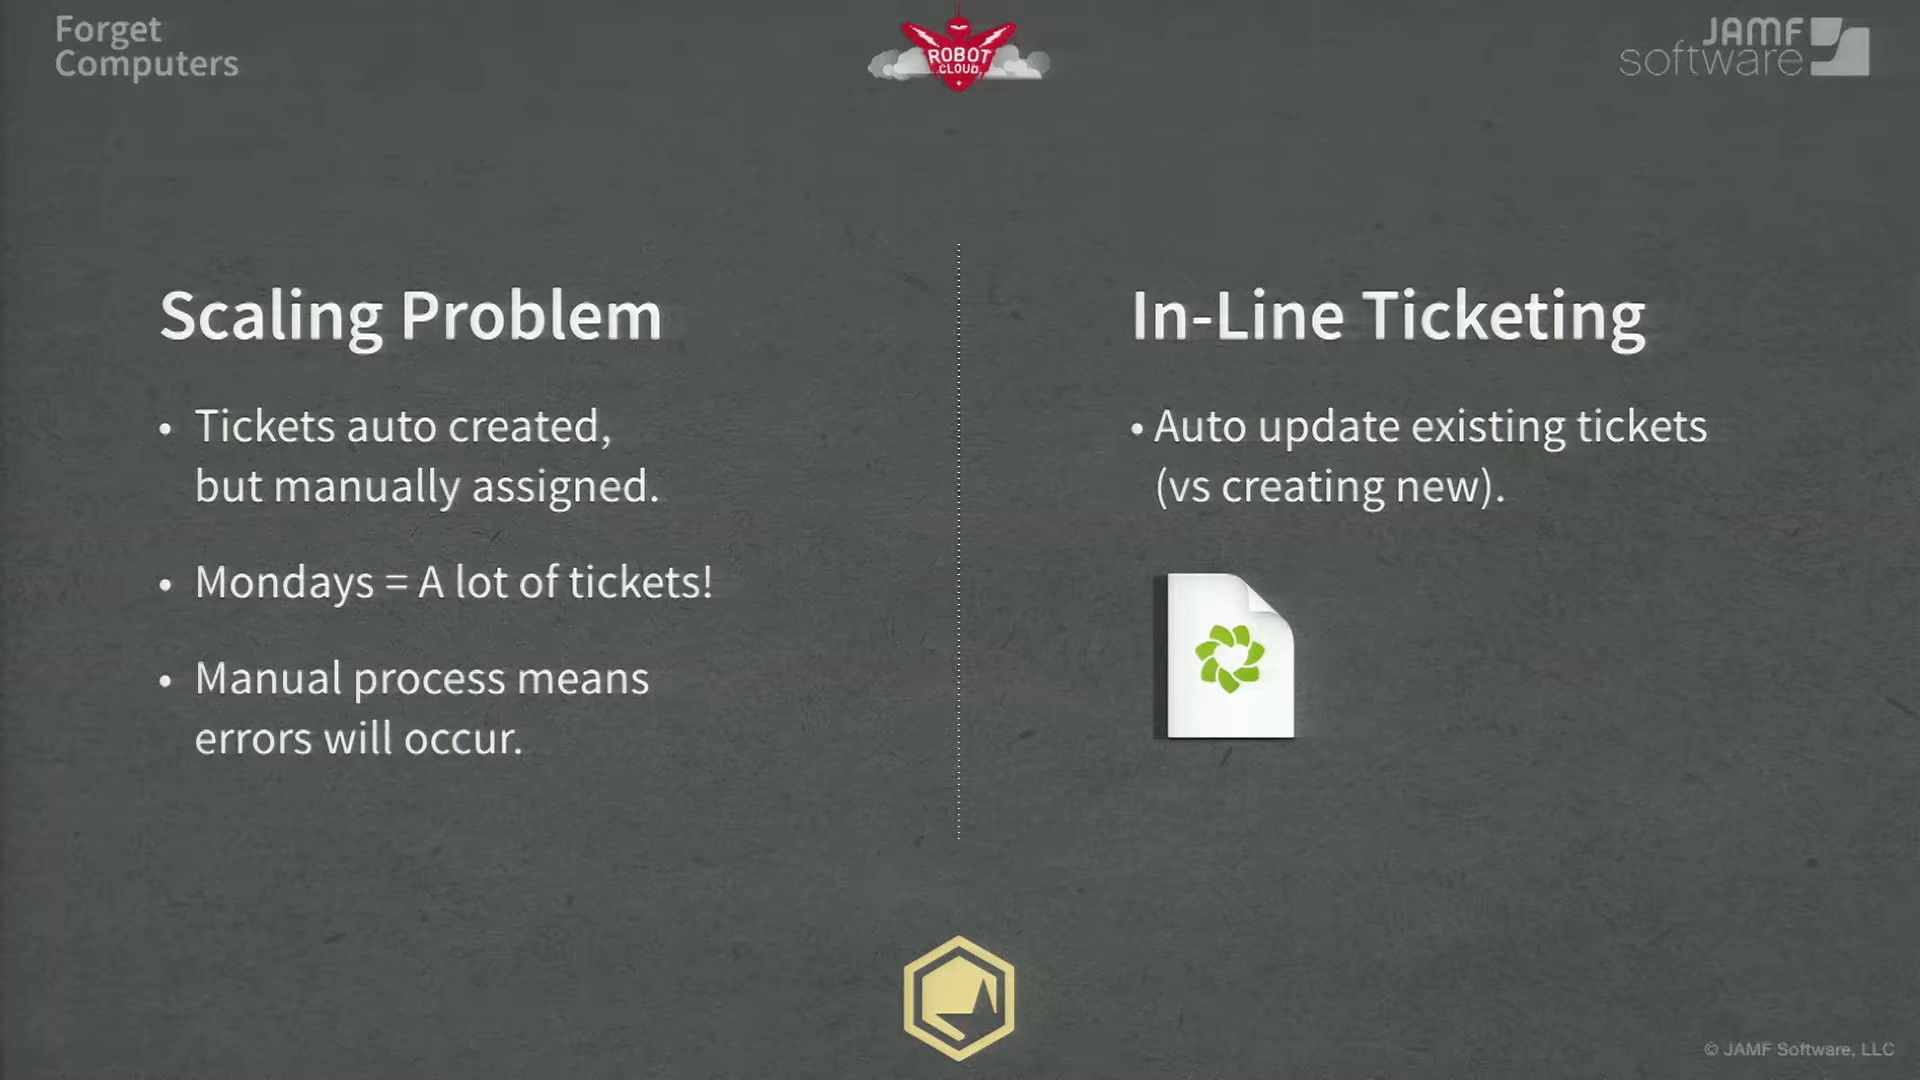 Forget
Computers
ROBOT
CLOUD
JAMF
software
Scaling Problem
• Tickets auto created,
but manually assigned.
• Mondays = A lot of tickets!
• Manual process means
errors will occur.
In-Line Ticketing
• Auto update existing tickets
(vs creating new).
© JAMF Software, LLC